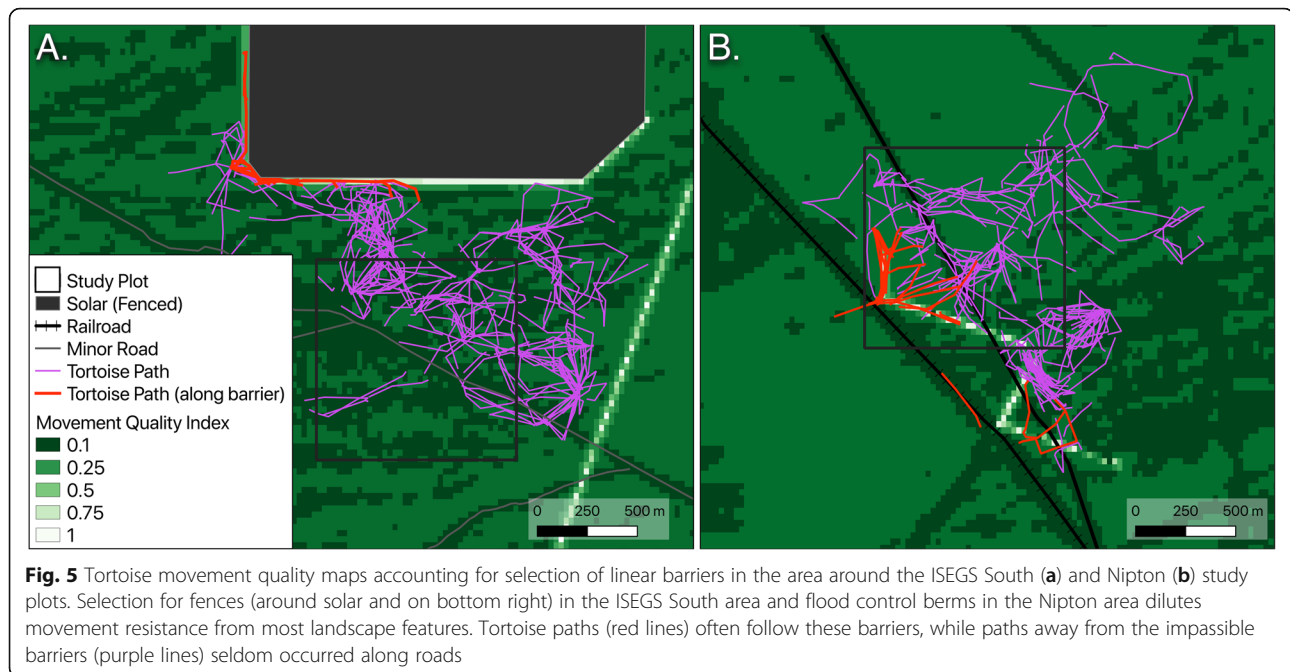 A.
B.
Study Plot
Solar (Fenced)
Railroad
Minor Road
Tortoise Path
Tortoise Path (along barrier)
Movement Quality Index
0.1
0.25
0.5
0.75
1
0 250 500 m
0 250 500 m
Fig. 5 Tortoise movement quality maps accounting for selection of linear barriers in the area around the ISEGS South (a) and Nipton (b) study
plots. Selection for fences (around solar and on bottom right) in the ISEGS South area and flood control berms in the Nipton area dilutes
movement resistance from most landscape features. Tortoise paths (red lines) often follow these barriers, while paths away from the impassible
barriers (purple lines) seldom occurred along roads